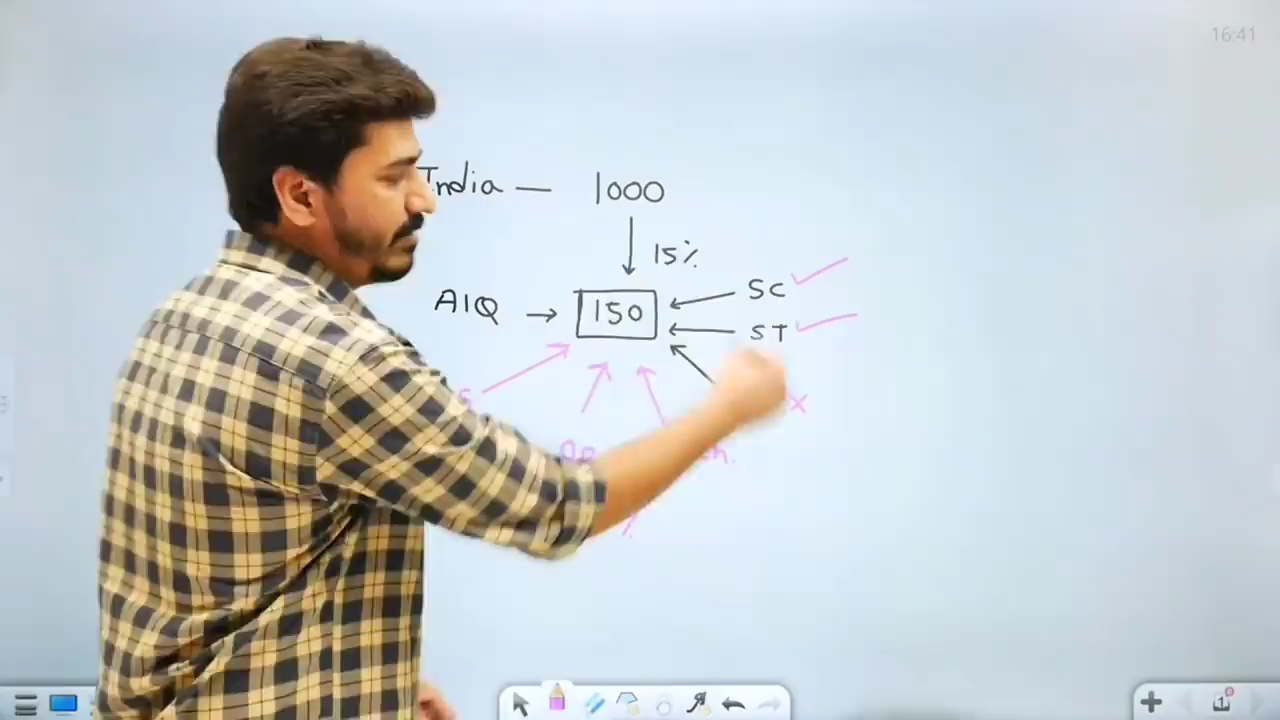 16:41
India — 1000
15%
AIQ → 150
SC
ST
x